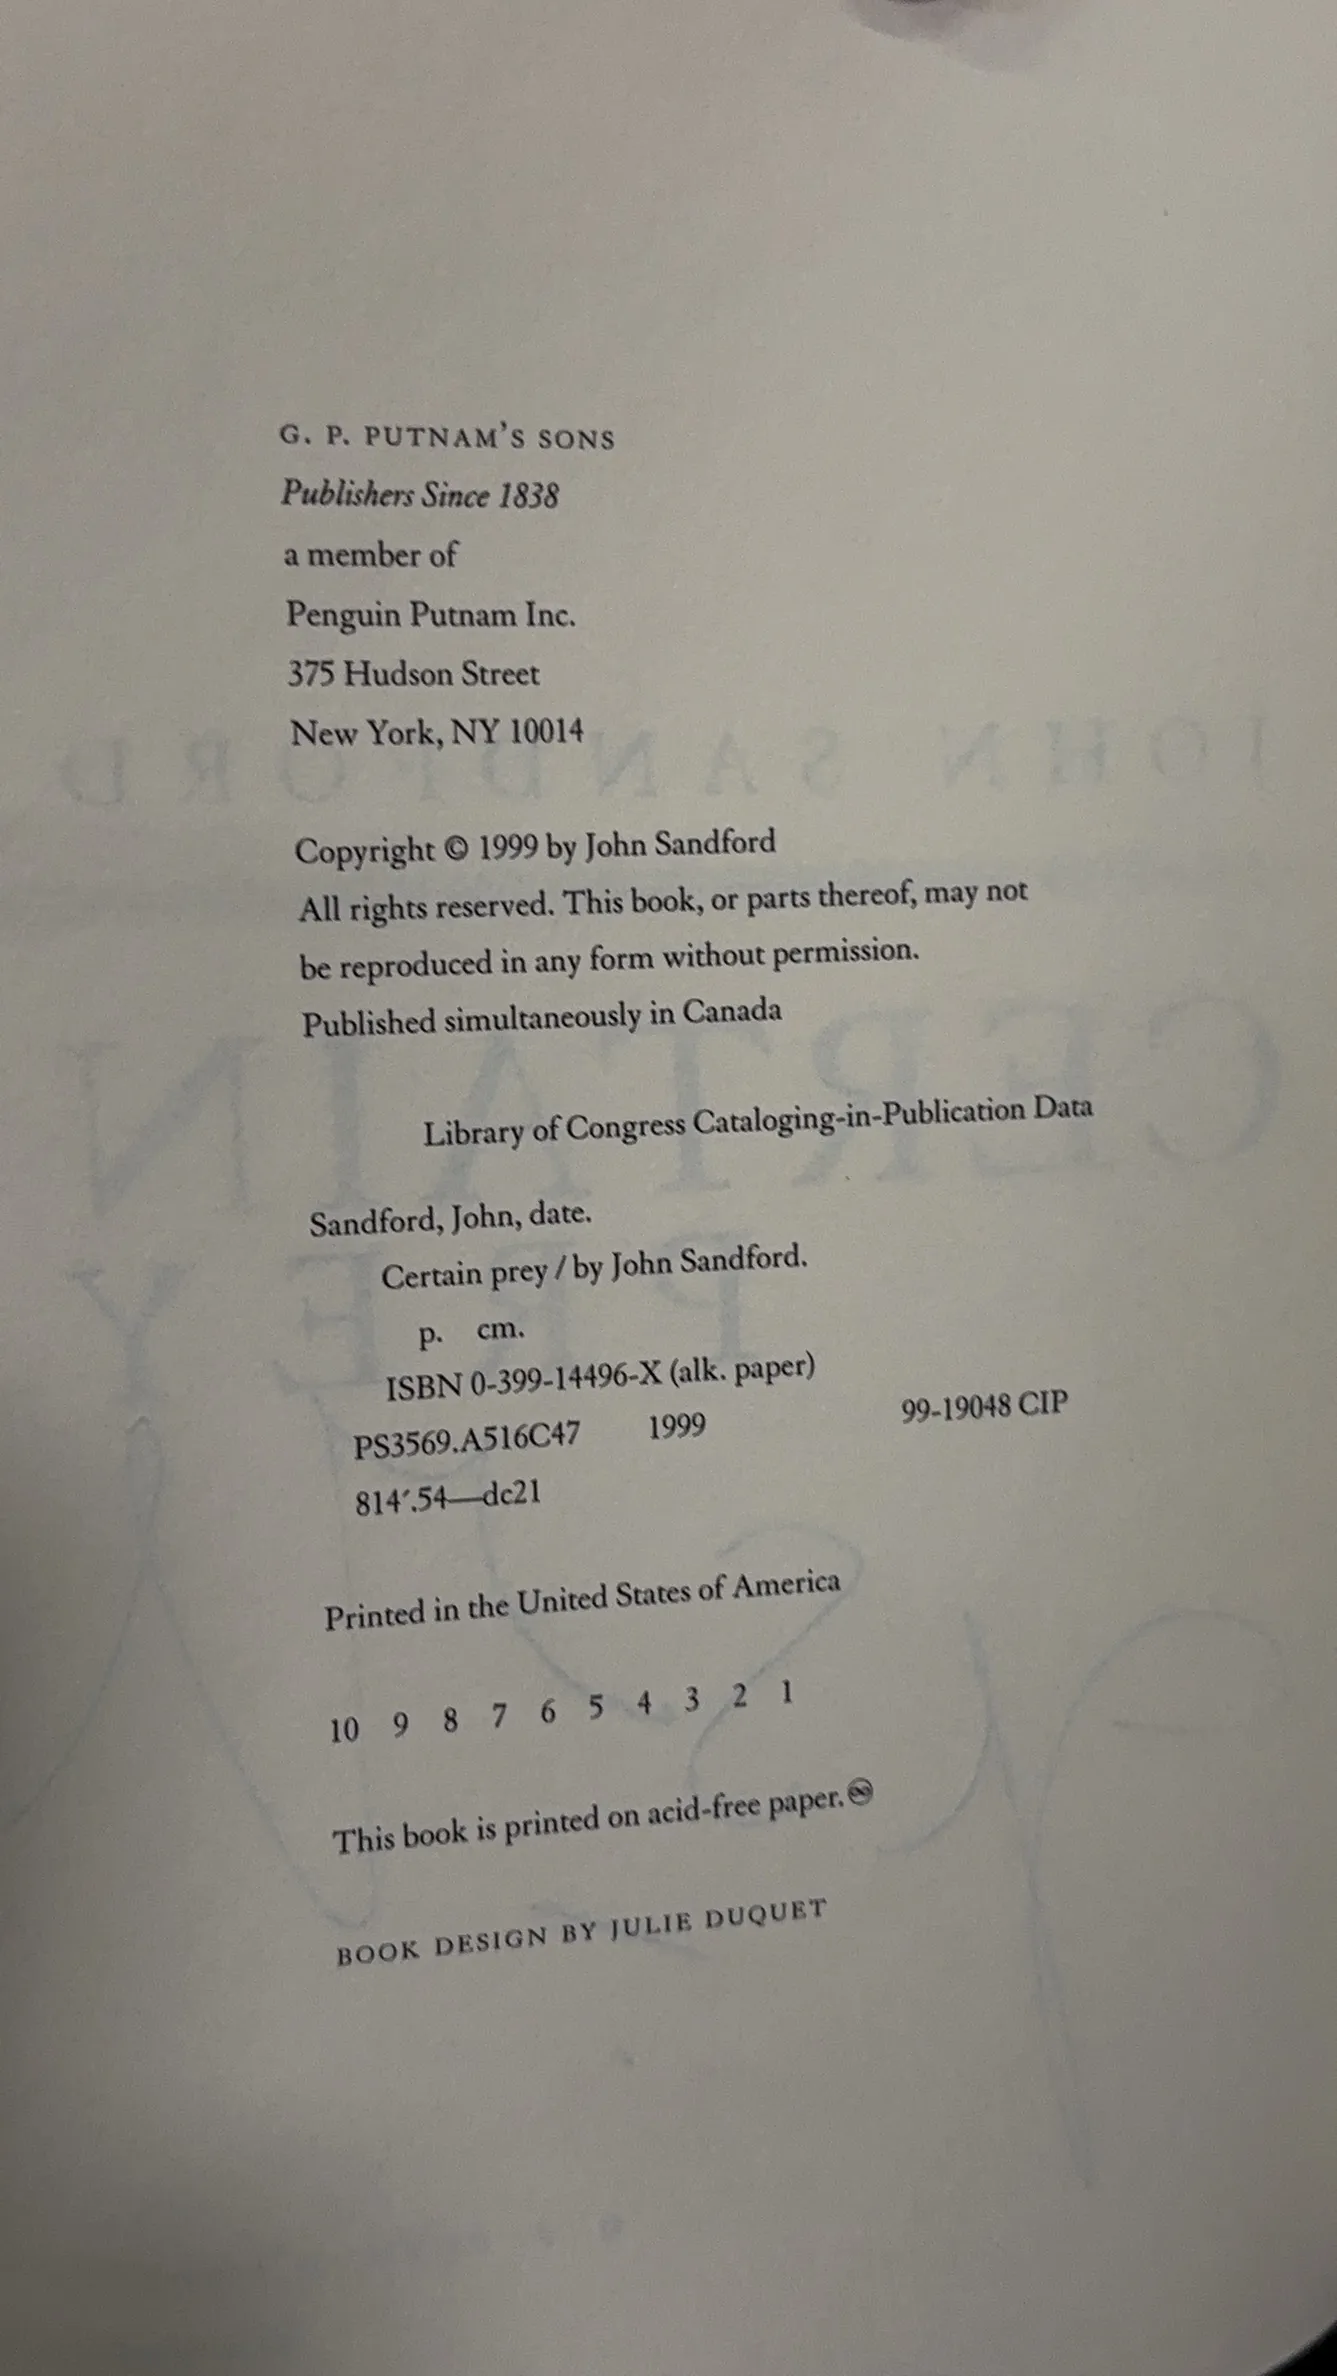 G. P. PUTNAM'S SONS
Publishers Since 1838
a member of
Penguin Putnam Inc.
375 Hudson Street
New York, NY 10014
JOHN SANDFORD
Copyright © 1999 by John Sandford
All rights reserved. This book, or parts thereof, may not
be reproduced in any form without permission.
Published simultaneously in Canada
CERTAIN
Library of Congress Cataloging-in-Publication Data
Sandford, John, date.
Certain prey / by John Sandford.
PREY
p. cm.
ISBN 0-399-14496-X (alk. paper)
PS3569.A516C47 1999 99-19048 CIP
814′.54—dc21
Printed in the United States of America
10 9 8 7 6 5 4 3 2 1
This book is printed on acid-free paper. ♾
BOOK DESIGN BY JULIE DUQUET